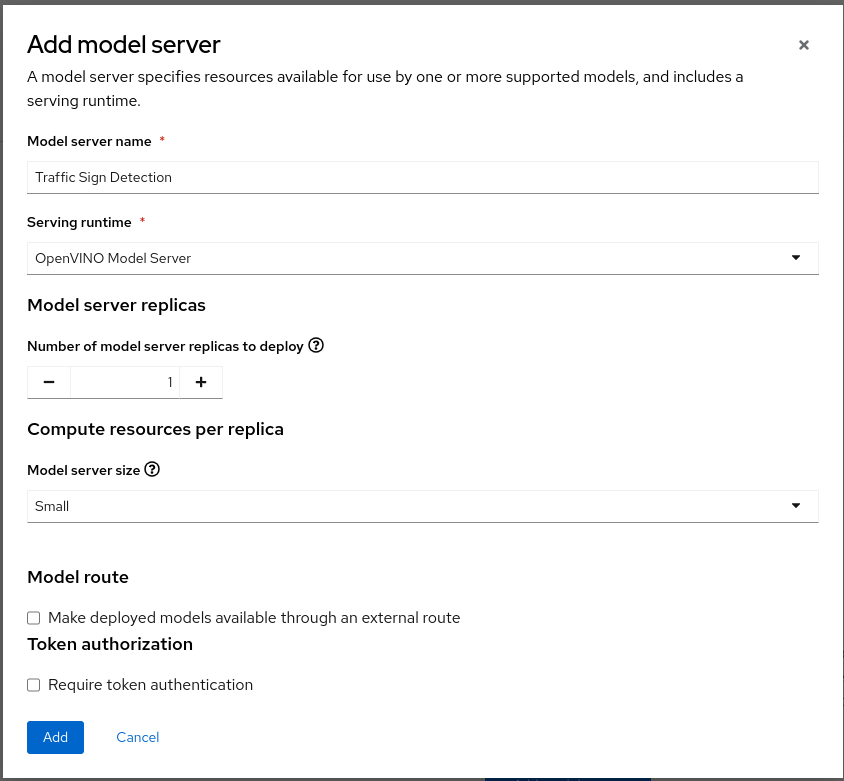 Add model server
A model server specifies resources available for use by one or more supported models, and includes a
serving runtime.
Model server name *
Traffic Sign Detection
Serving runtime *
OpenVINO Model Server
Model server replicas
Number of model server replicas to deploy
1
Compute resources per replica
Model server size
Small
Model route
Make deployed models available through an external route
Token authorization
Require token authentication
Add Cancel